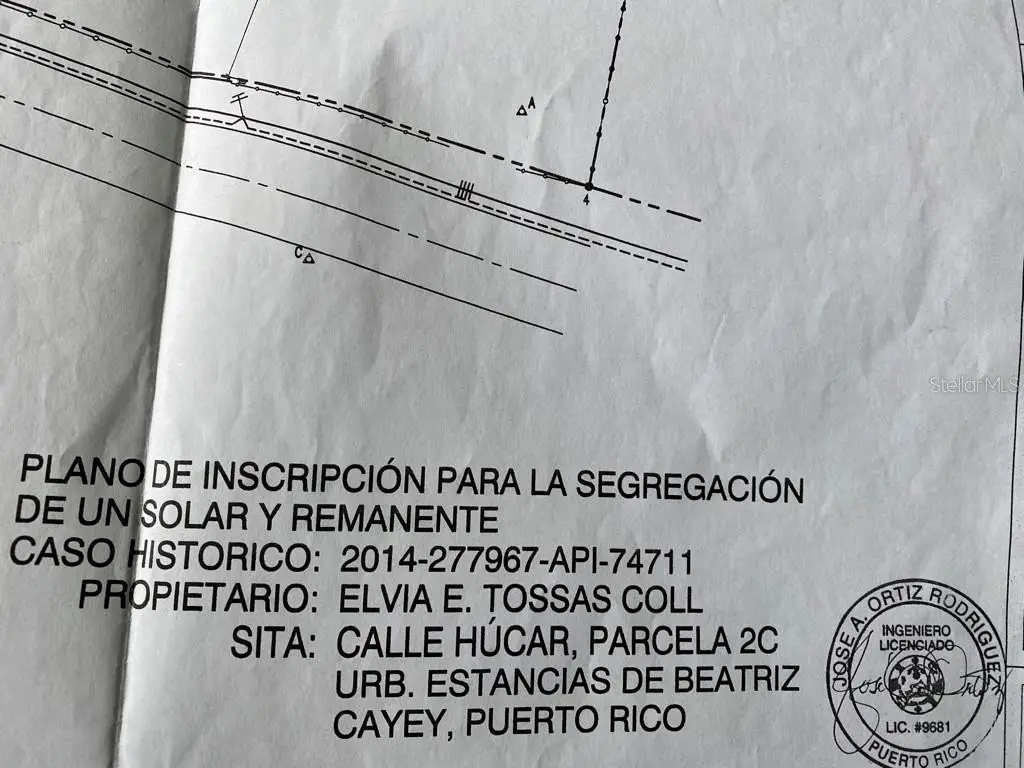 A
4
C
StellarMLS
PLANO DE INSCRIPCIÓN PARA LA SEGREGACIÓN
DE UN SOLAR Y REMANENTE
CASO HISTORICO: 2014-277967-API-74711
PROPIETARIO: ELVIA E. TOSSAS COLL
SITA: CALLE HÚCAR, PARCELA 2C
URB. ESTANCIAS DE BEATRIZ
CAYEY, PUERTO RICO
JOSE A. ORTIZ RODRIGUEZ
INGENIERO
LICENCIADO
LIC. #9681
PUERTO RICO